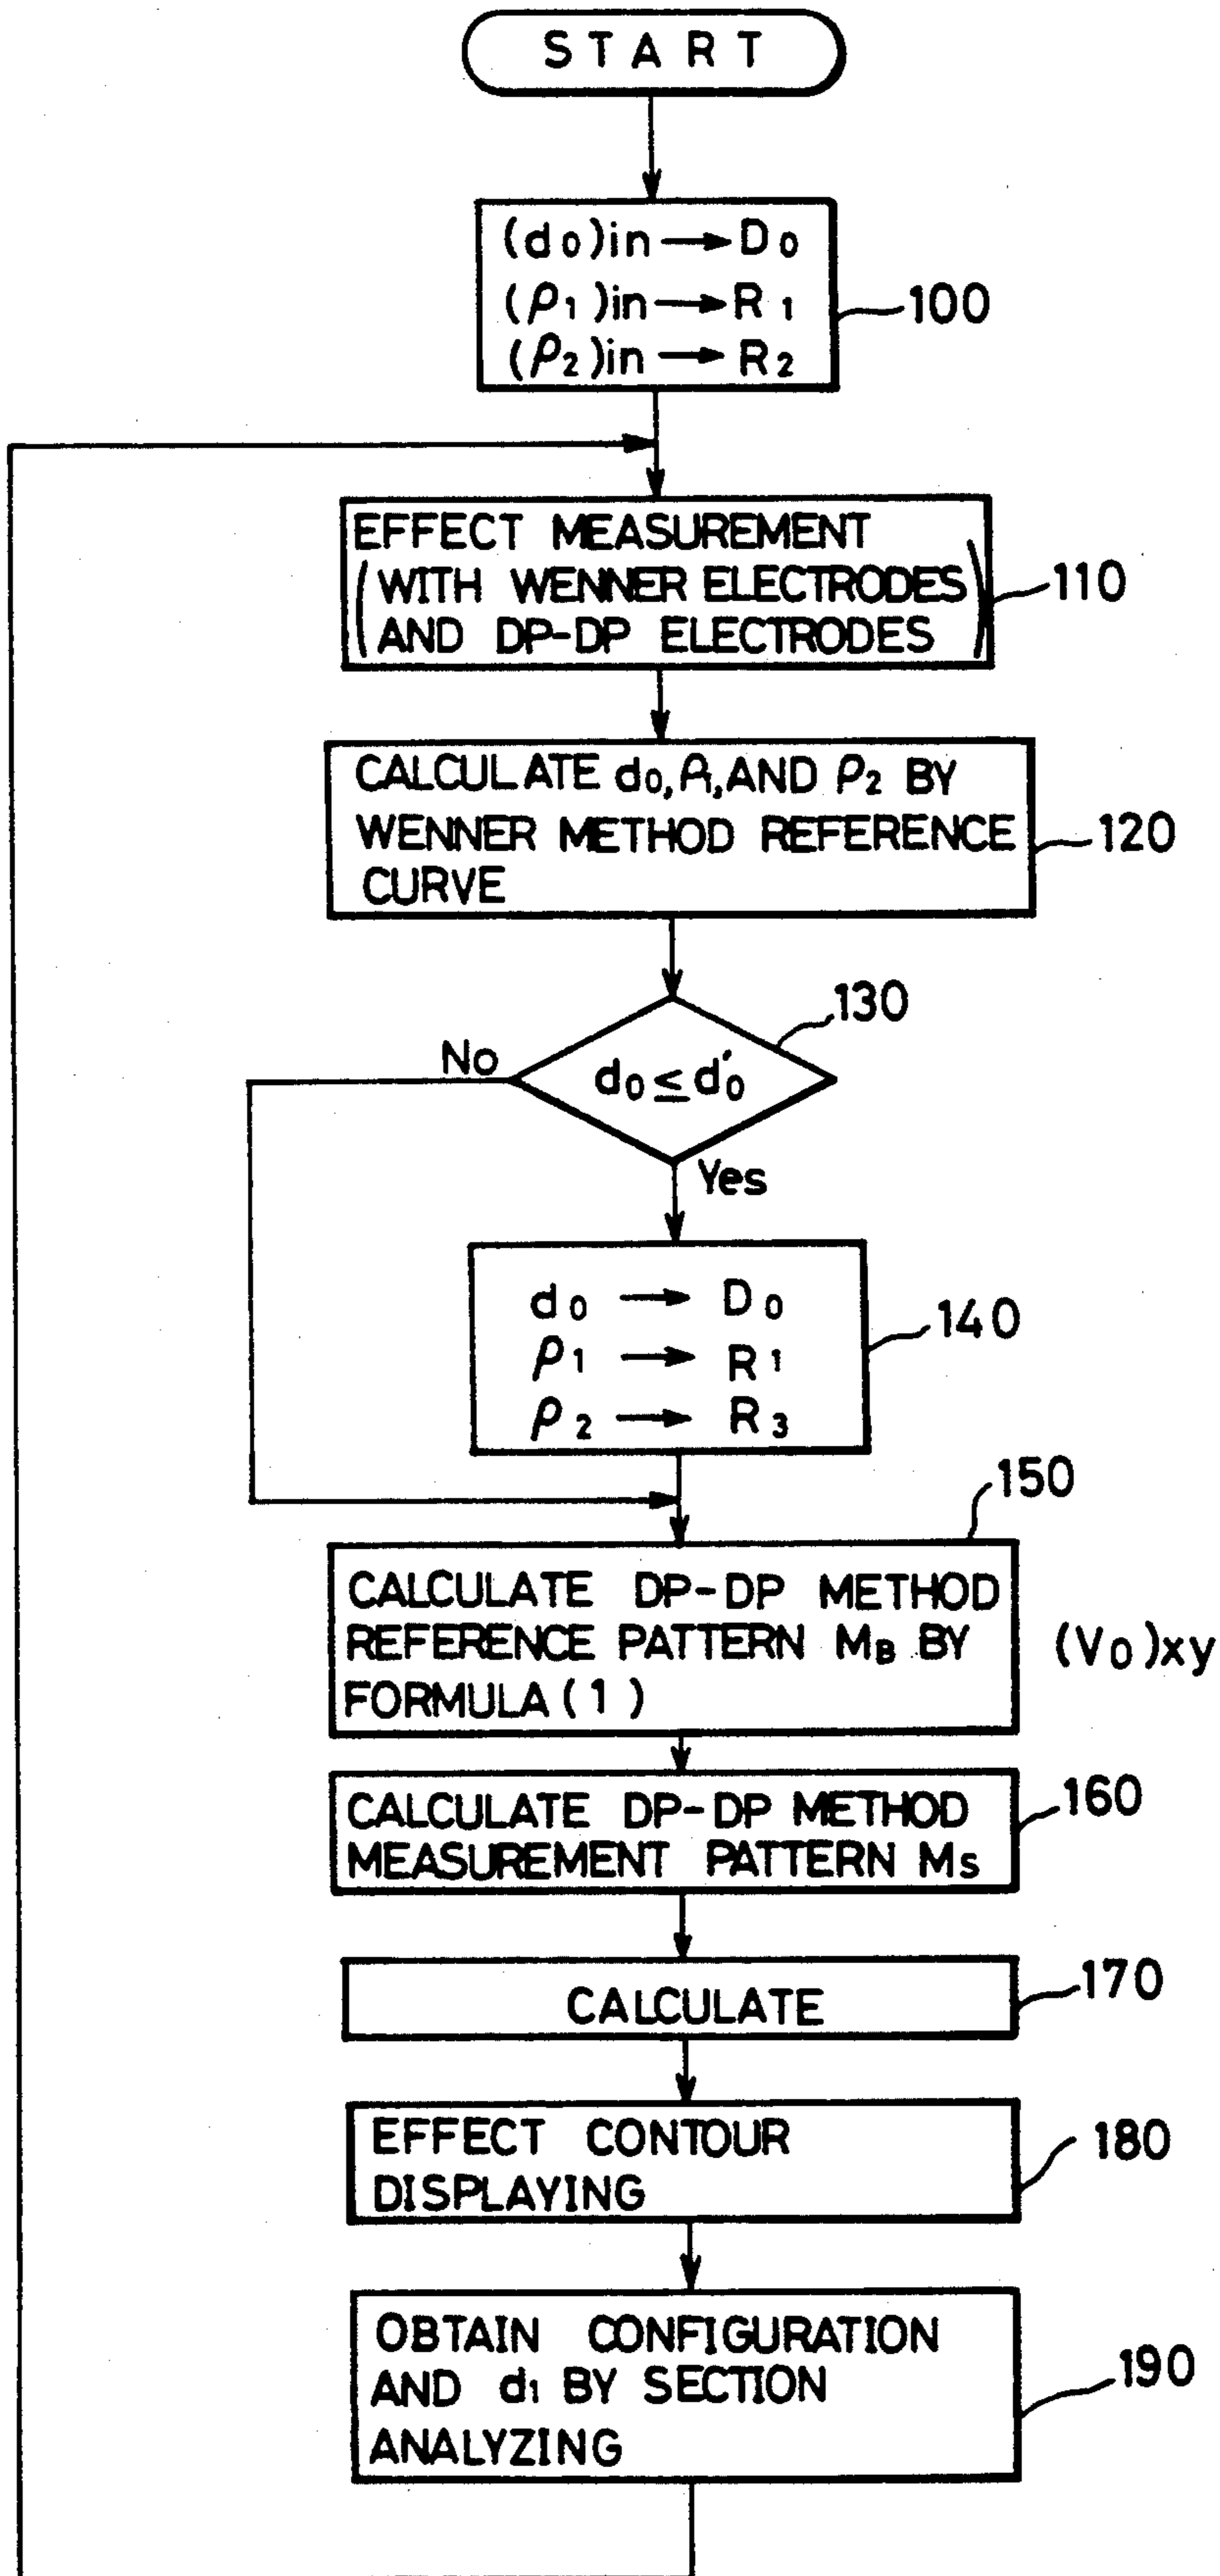 START
(d0)in → D0
(ρ1)in → R1
(ρ2)in → R2
100
EFFECT MEASUREMENT
(WITH WENNER ELECTRODES
AND DP-DP ELECTRODES)
110
CALCULATE d0, ρ1, AND ρ2 BY
WENNER METHOD REFERENCE
CURVE
120
130
No
d0 ≤ d'0
Yes
d0 → D0
ρ1 → R1
ρ2 → R3
140
150
CALCULATE DP-DP METHOD
REFERENCE PATTERN MB BY
FORMULA (1)
(V0)xy
CALCULATE DP-DP METHOD
MEASUREMENT PATTERN MS
160
CALCULATE
170
EFFECT CONTOUR
DISPLAYING
180
OBTAIN CONFIGURATION
AND d1 BY SECTION
ANALYZING
190